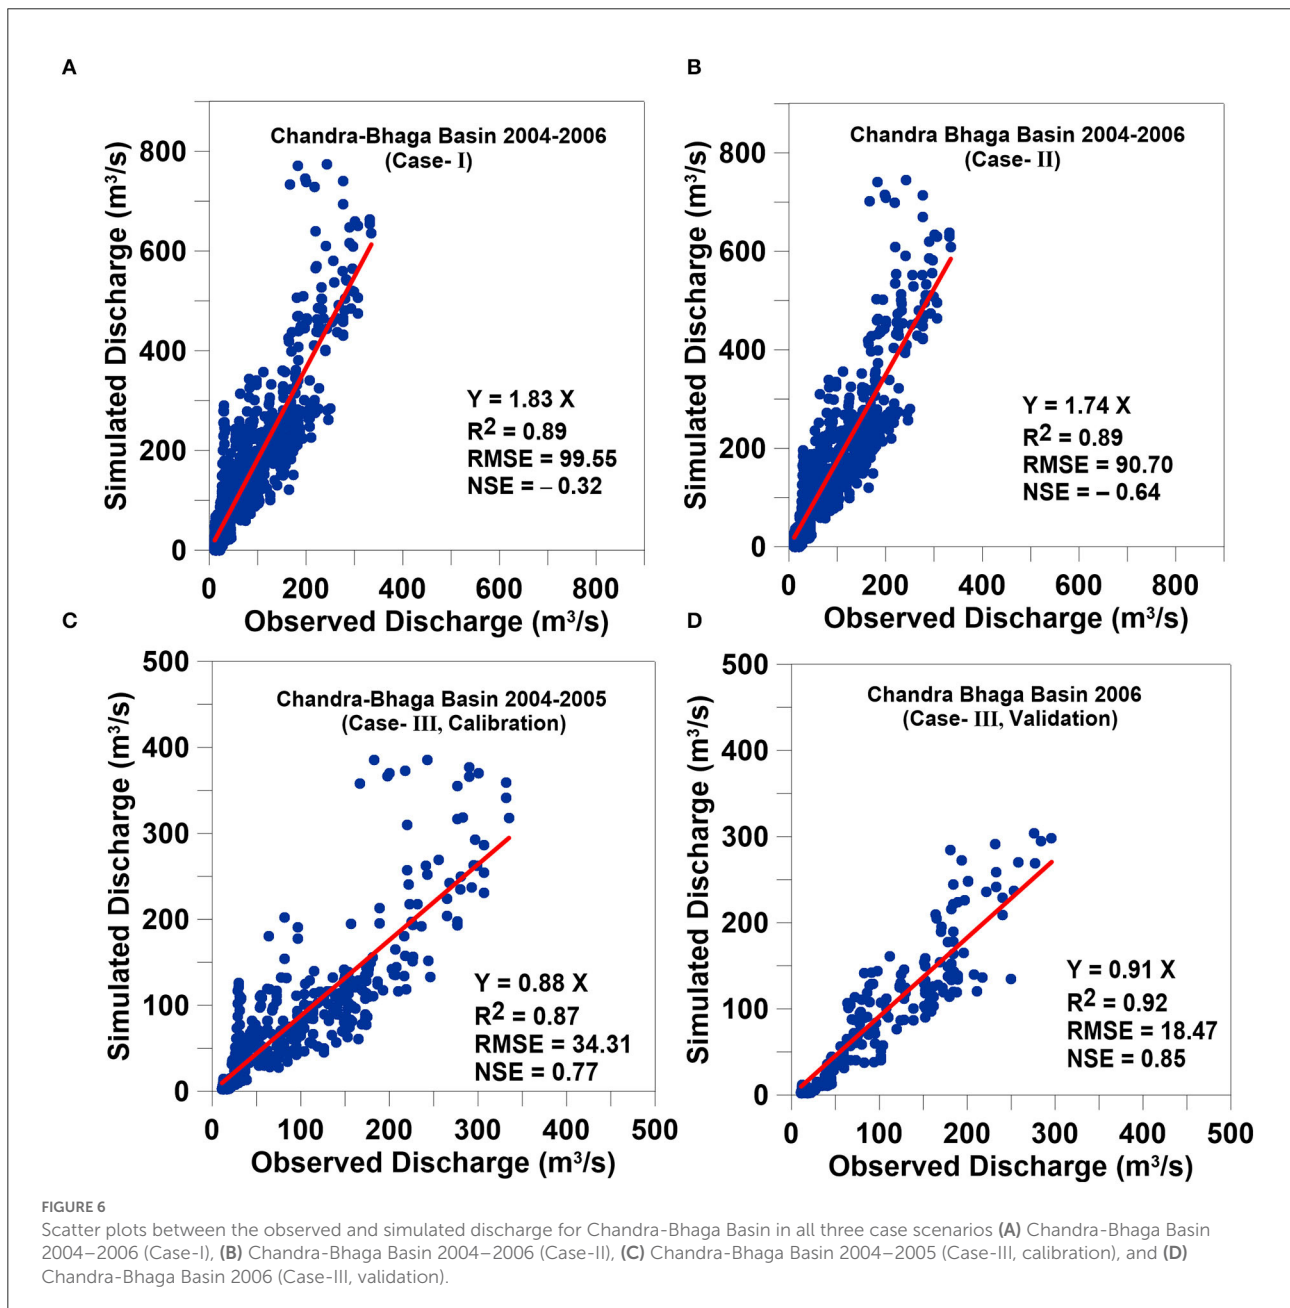 A
Chandra-Bhaga Basin 2004-2006
(Case- I)
Simulated Discharge (m³/s)
800
600
400
200
0
Y = 1.83 X
R² = 0.89
RMSE = 99.55
NSE = – 0.32
0 200 400 600 800
Observed Discharge (m³/s)
B
Chandra Bhaga Basin 2004-2006
(Case- II)
Simulated Discharge (m³/s)
800
600
400
200
0
Y = 1.74 X
R² = 0.89
RMSE = 90.70
NSE = – 0.64
0 200 400 600 800
Observed Discharge (m³/s)
C
Chandra-Bhaga Basin 2004-2005
(Case- III, Calibration)
Simulated Discharge (m³/s)
500
400
300
200
100
0
Y = 0.88 X
R² = 0.87
RMSE = 34.31
NSE = 0.77
0 100 200 300 400 500
Observed Discharge (m³/s)
D
Chandra Bhaga Basin 2006
(Case- III, Validation)
Simulated Discharge (m³/s)
500
400
300
200
100
0
Y = 0.91 X
R² = 0.92
RMSE = 18.47
NSE = 0.85
0 100 200 300 400 500
Observed Discharge (m³/s)
FIGURE 6
Scatter plots between the observed and simulated discharge for Chandra-Bhaga Basin in all three case scenarios (A) Chandra-Bhaga Basin
2004–2006 (Case-I), (B) Chandra-Bhaga Basin 2004–2006 (Case-II), (C) Chandra-Bhaga Basin 2004–2005 (Case-III, calibration), and (D)
Chandra-Bhaga Basin 2006 (Case-III, validation).